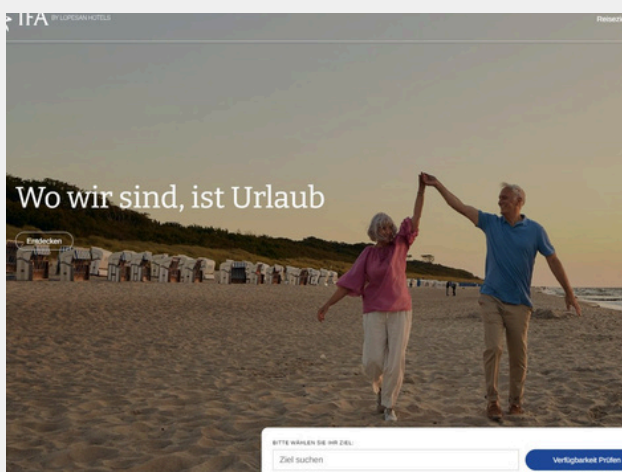 IFA BY LOPESAN HOTELS
Wo wir sind, ist Urlaub
Entdecken
BITTE WÄHLEN SIE IHR ZIEL:
Ziel suchen
Verfügbarkeit Prüfen